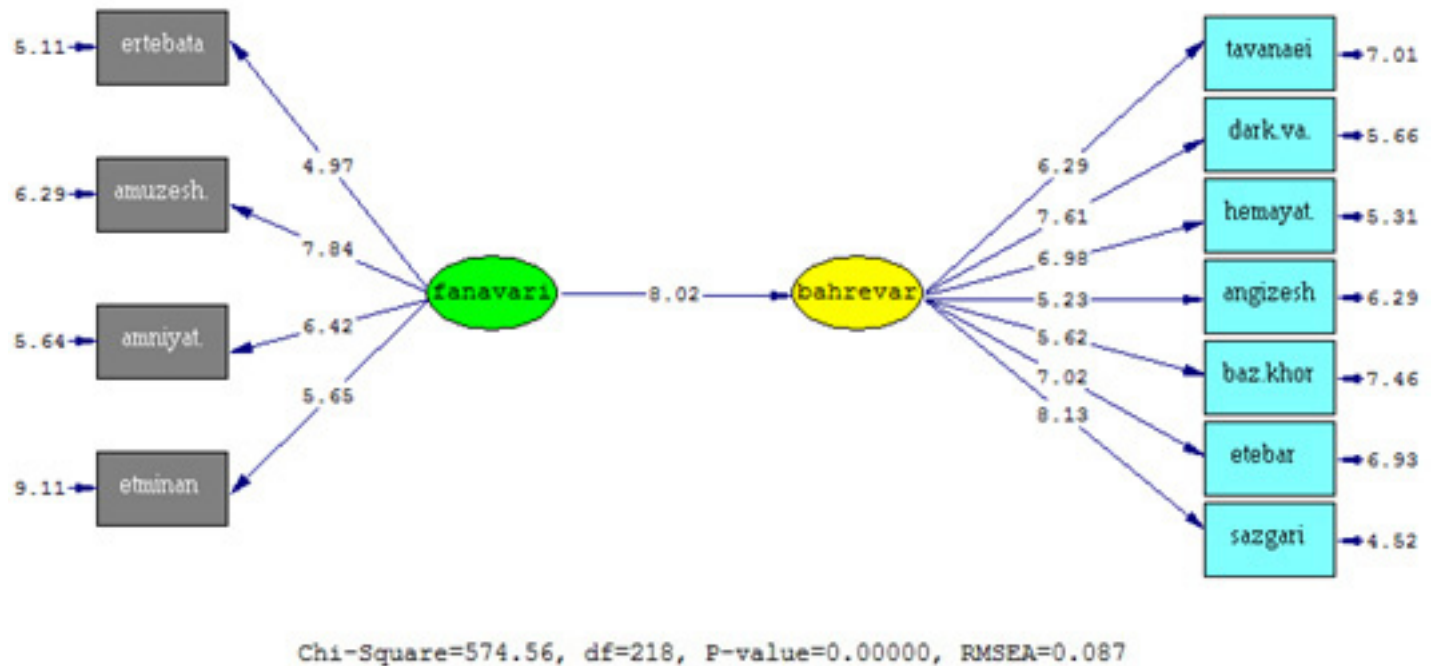 5.11 ertebata
6.29 amuzesh.
5.64 amniyat.
9.11 etminan
4.97
7.84
6.42
5.65
fanavari
8.02
bahrevar
6.29
7.61
6.98
5.23
5.62
7.02
8.13
tavanaei 7.01
dark.va. 5.66
hemayat. 5.31
angizesh 6.29
baz.khor 7.46
etebar 6.93
sazgari 4.52
Chi-Square=574.56, df=218, P-value=0.00000, RMSEA=0.087